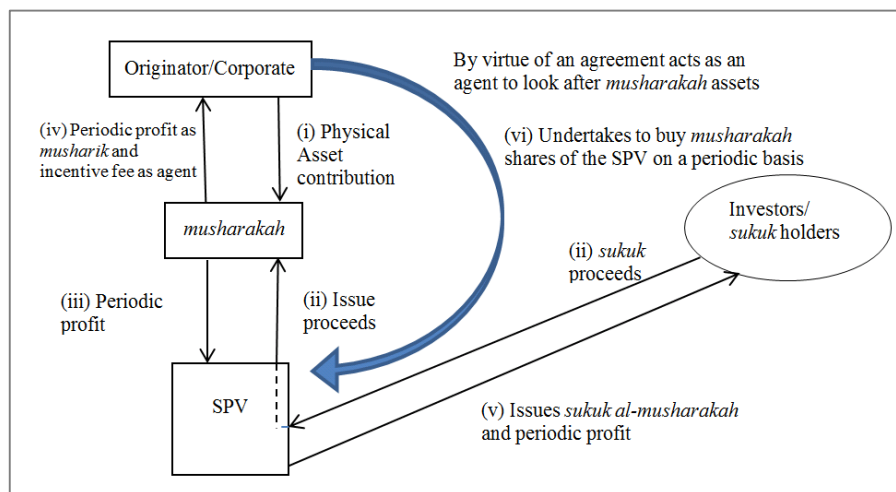 Originator/Corporate
By virtue of an agreement acts as an
agent to look after musharakah assets
(iv) Periodic profit as
musharik and
incentive fee as agent
(i) Physical
Asset
contribution
(vi) Undertakes to buy musharakah
shares of the SPV on a periodic basis
musharakah
Investors/
sukuk holders
(iii) Periodic
profit
(ii) Issue
proceeds
(ii) sukuk
proceeds
SPV
(v) Issues sukuk al-musharakah
and periodic profit